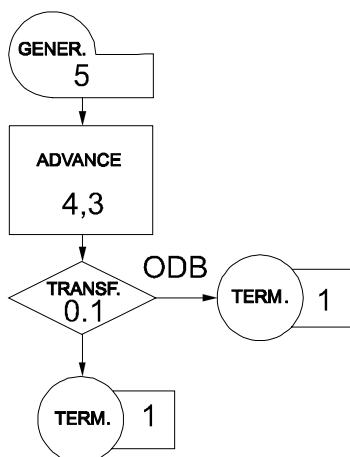 GENER.
5
ADVANCE
4,3
TRANSF.
0.1
ODB
TERM.
1
TERM.
1